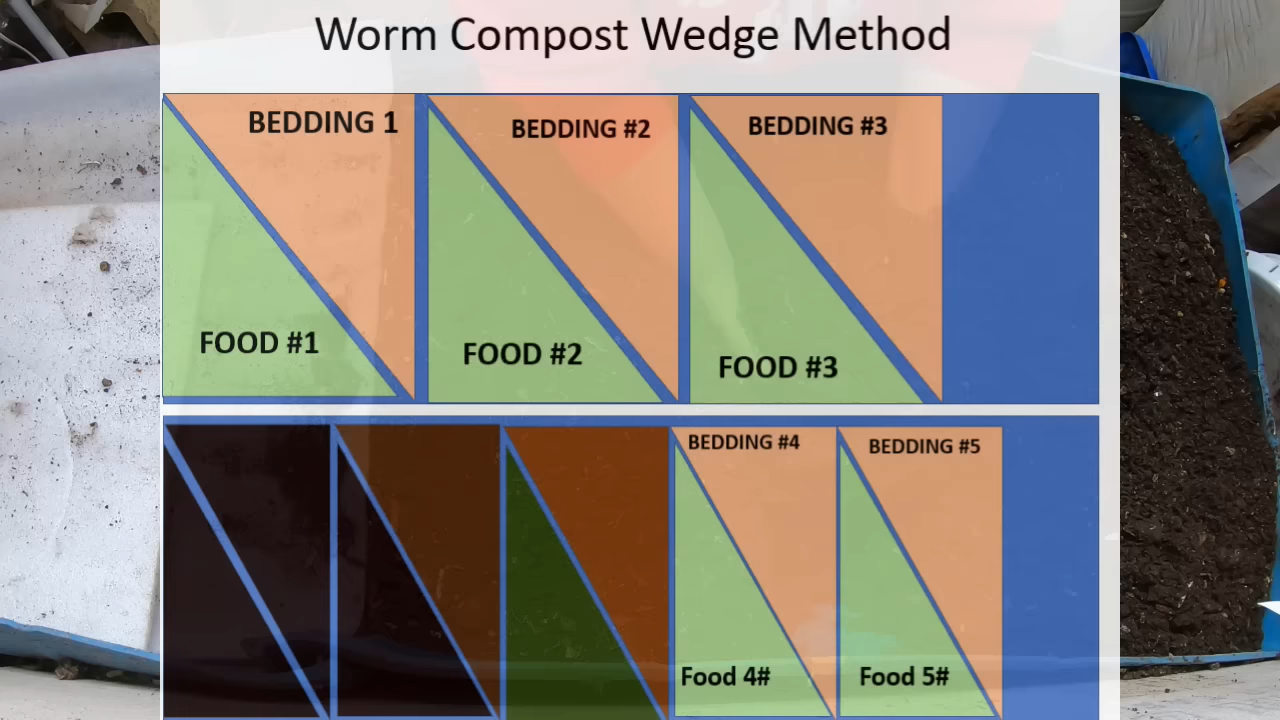 Worm Compost Wedge Method
BEDDING 1
BEDDING #2
BEDDING #3
FOOD #1
FOOD #2
FOOD #3
BEDDING #4
BEDDING #5
Food 4#
Food 5#